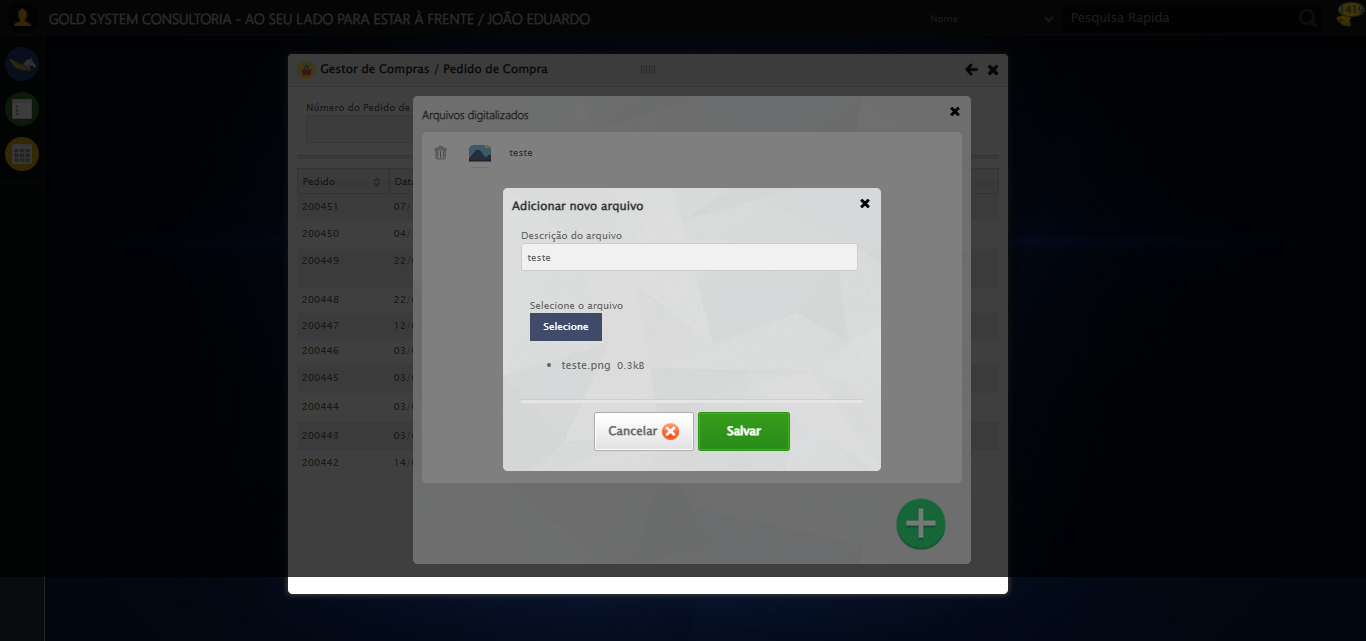 GOLD SYSTEM CONSULTORIA - AO SEU LADO PARA ESTAR À FRENTE / JOÃO EDUARDO
Nome
Pesquisa Rapida
Gestor de Compras / Pedido de Compra
Número do Pedido de
Arquivos digitalizados
teste
Pedido
200451 07/
200450 04/
200449 22/
200448 22/
200447 12/
200446 03/
200445 03/
200444 03/
200443 03/
200442 14/
Adicionar novo arquivo
Descrição do arquivo
teste
Selecione o arquivo
Selecione
teste.png 0.3kB
Cancelar
Salvar